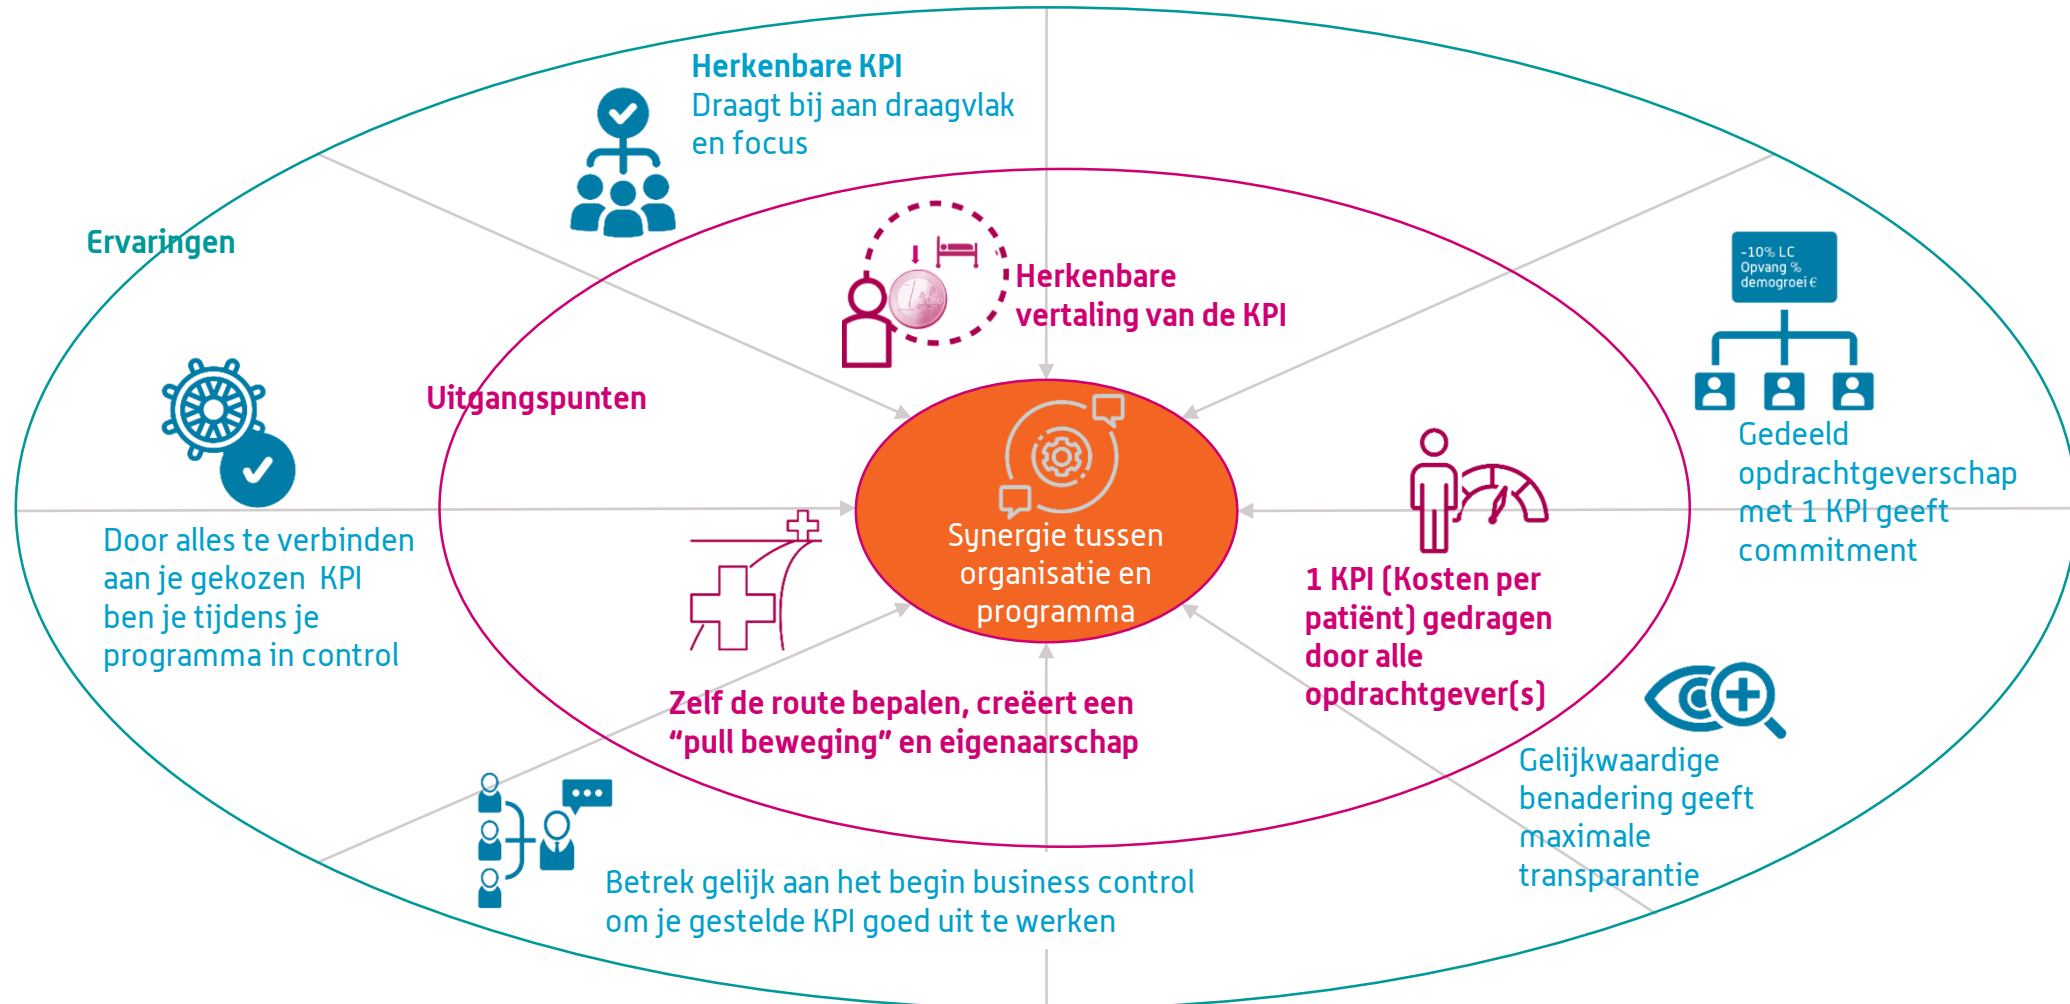 Herkenbare KPI
Draagt bij aan draagvlak
en focus
Ervaringen
Herkenbare
vertaling van de KPI
-10% LC
Opvang %
demogroei €
Uitgangspunten
Gedeeld
opdrachtgeverschap
met 1 KPI geeft
commitment
Door alles te verbinden
aan je gekozen  KPI
ben je tijdens je
programma in control
Synergie tussen
organisatie en
programma
1 KPI (Kosten per
patiënt) gedragen
door alle
opdrachtgever(s)
Zelf de route bepalen, creëert een
“pull beweging” en eigenaarschap
Gelijkwaardige
benadering geeft
maximale
transparantie
Betrek gelijk aan het begin business control
om je gestelde KPI goed uit te werken